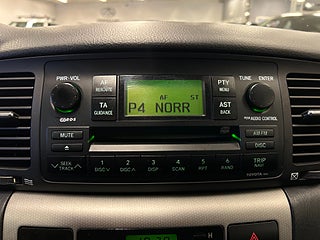 PWR·VOL
AF
TA
GUIDANCE
AF ST
P4 NORR
PTY
MENU
AST
BACK
TUNE ENTER
AUDIO CONTROL
MUTE
AM·FM
DISC
SEEK
TRACK
1 2 3 4 5 6
DISC DISC DISP SCAN RPT RAND
TRIP
NAVI
TOYOTA
H